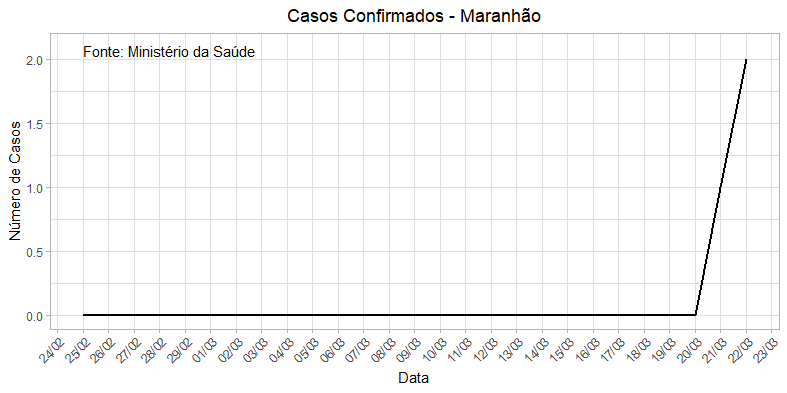 Casos Confirmados - Maranhão
Fonte: Ministério da Saúde
Número de Casos
2.0
1.5
1.0
0.5
0.0
24/02 25/02 26/02 27/02 28/02 29/02 01/03 02/03 03/03 04/03 05/03 06/03 07/03 08/03 09/03 10/03 11/03 12/03 13/03 14/03 15/03 16/03 17/03 18/03 19/03 20/03 21/03 22/03 23/03
Data